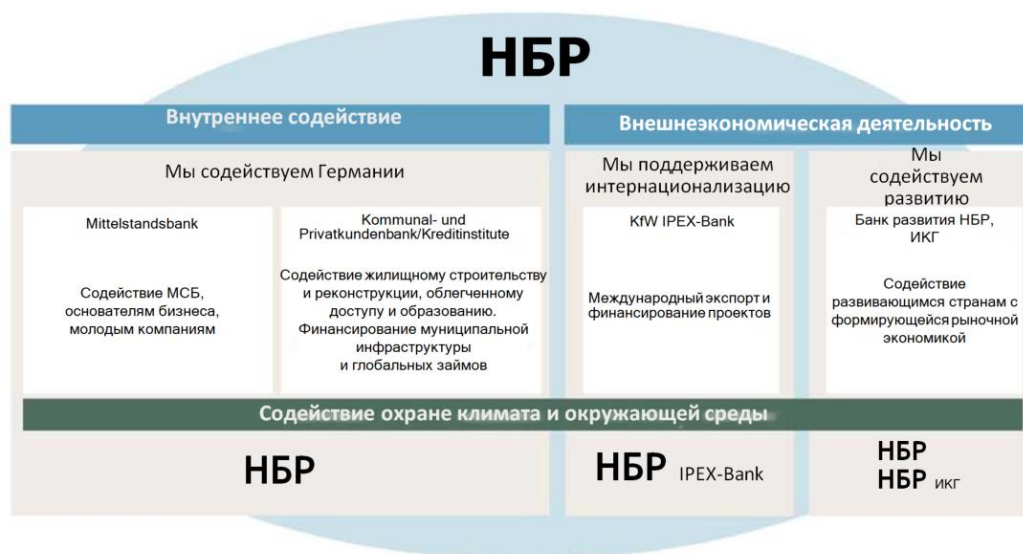 НБР
Внутреннее содействие
Внешнеэкономическая деятельность
Мы содействуем Германии
Мы поддерживаем
интернационализацию
Мы
содействуем
развитию
Mittelstandsbank
Содействие МСБ,
основателям бизнеса,
молодым компаниям
Kommunal- und
Privatkundenbank/Kreditinstitute
Содействие жилищному строительству
и реконструкции, облегченному
доступу и образованию.
Финансирование муниципальной
инфраструктуры
и глобальных займов
KfW IPEX-Bank
Международный экспорт и
финансирование проектов
Банк развития НБР,
ИКГ
Содействие
развивающимся странам с
формирующейся рыночной
экономикой
Содействие охране климата и окружающей среды
НБР
НБР IPEX-Bank
НБР
НБР ИКГ